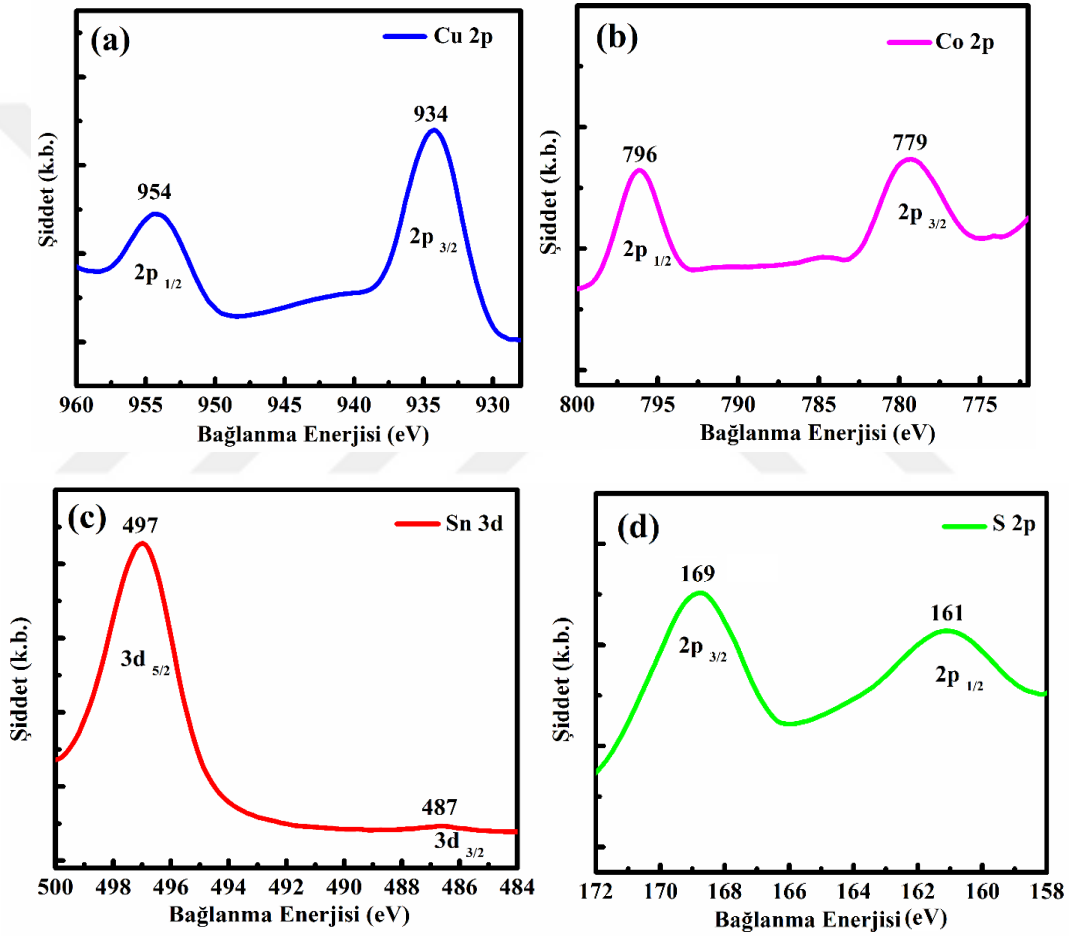 (a)
Cu 2p
934
954
2p 3/2
2p 1/2
Şiddet (k.b.)
960 955 950 945 940 935 930
Bağlanma Enerjisi (eV)
(b)
Co 2p
796
779
2p 1/2
2p 3/2
Şiddet (k.b.)
800 795 790 785 780 775
Bağlanma Enerjisi (eV)
(c)
Sn 3d
497
3d 5/2
487
3d 3/2
Şiddet (k.b.)
500 498 496 494 492 490 488 486 484
Bağlanma Enerjisi (eV)
(d)
S 2p
169
161
2p 3/2
2p 1/2
Şiddet (k.b.)
172 170 168 166 164 162 160 158
Bağlanma Enerjisi (eV)